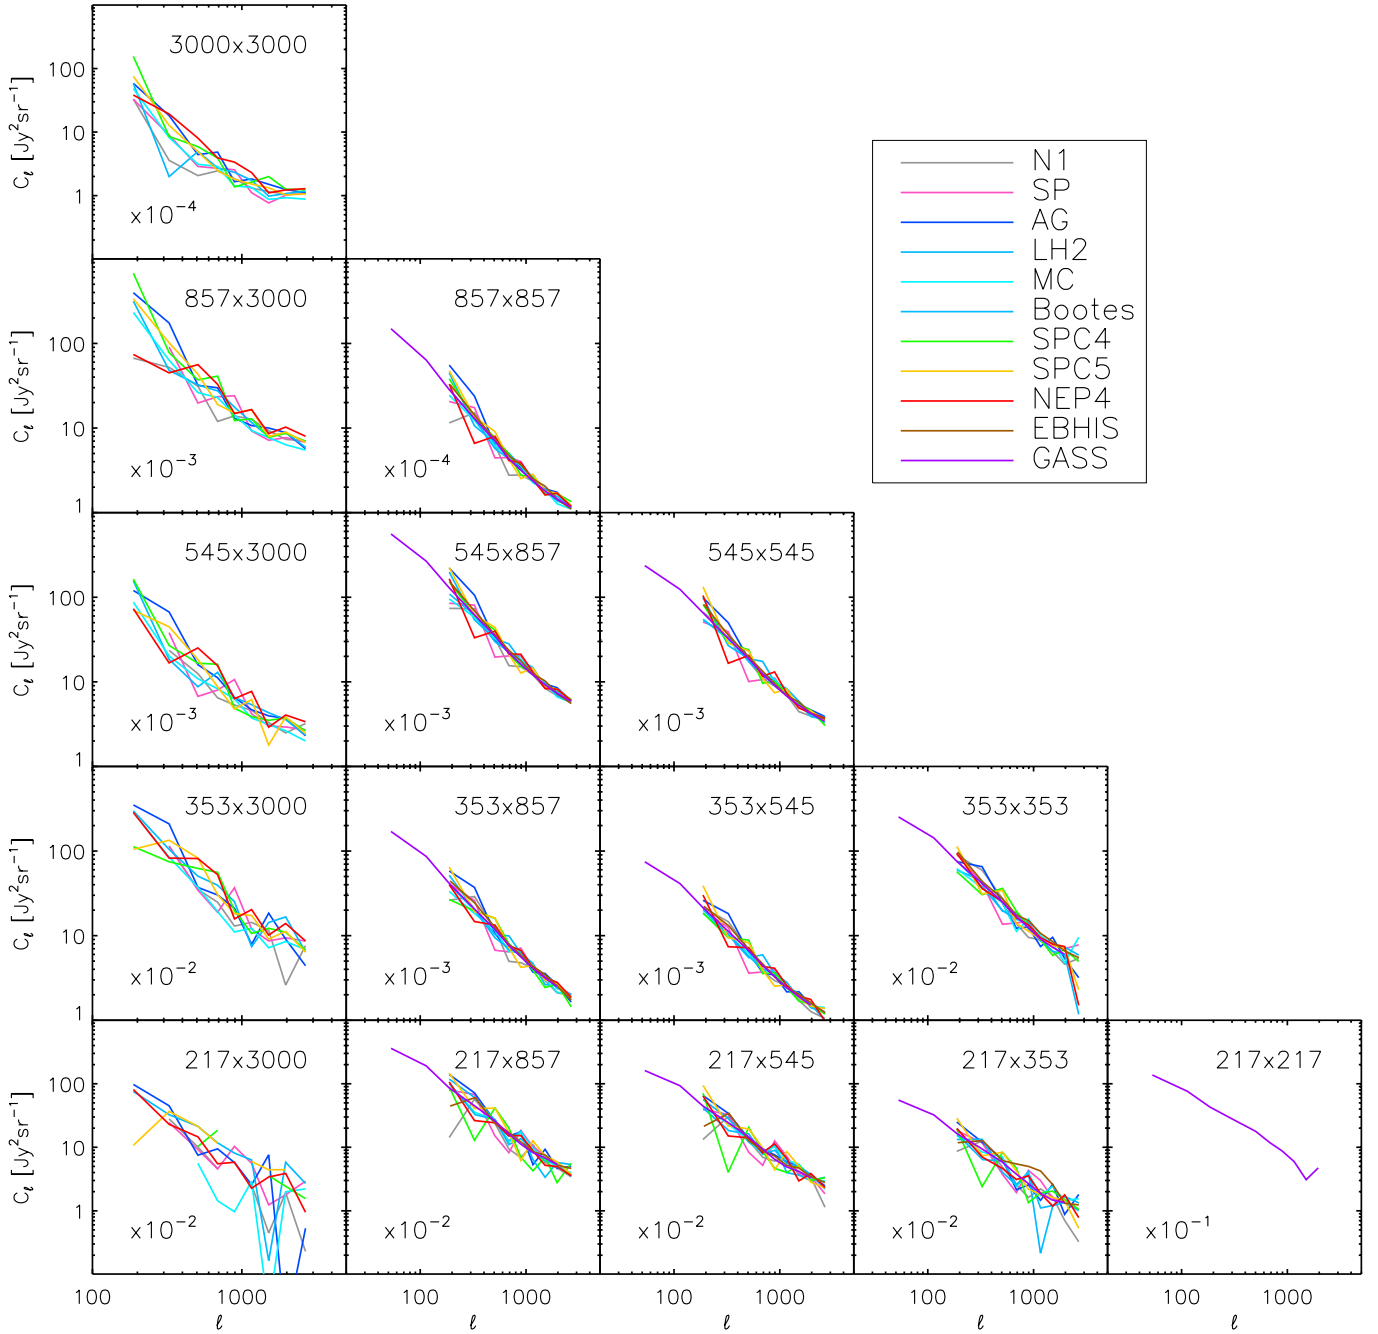 3000x3000
100
10
1
C_ℓ [Jy²sr⁻¹]
x10⁻⁴
N1
SP
AG
LH2
MC
Bootes
SPC4
SPC5
NEP4
EBHIS
GASS
857x3000
857x857
100
10
1
C_ℓ [Jy²sr⁻¹]
x10⁻³
x10⁻⁴
545x3000
545x857
545x545
100
10
1
C_ℓ [Jy²sr⁻¹]
x10⁻³
x10⁻³
x10⁻³
353x3000
353x857
353x545
353x353
100
10
1
C_ℓ [Jy²sr⁻¹]
x10⁻²
x10⁻³
x10⁻³
x10⁻²
217x3000
217x857
217x545
217x353
217x217
100
10
1
C_ℓ [Jy²sr⁻¹]
x10⁻²
x10⁻²
x10⁻²
x10⁻²
x10⁻¹
100 1000
100 1000
100 1000
100 1000
100 1000
ℓ
ℓ
ℓ
ℓ
ℓ